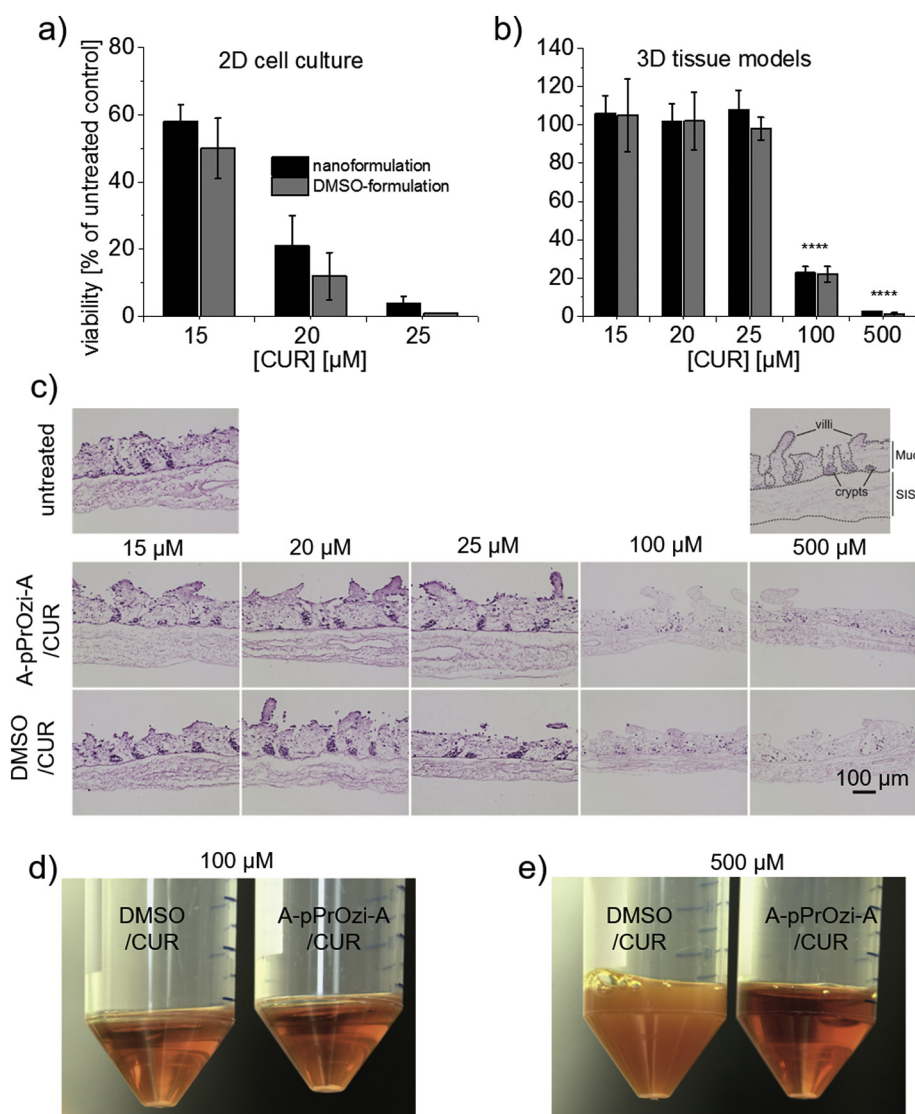 a)
2D cell culture
viability [% of untreated control]
60
40
20
0
nanoformulation
DMSO-formulation
15
20
25
[CUR] [µM]
b)
3D tissue models
140
120
100
80
60
40
20
0
****
****
15
20
25
100
500
[CUR] [µM]
c)
untreated
villi
crypts
Muc
SIS
15 µM
20 µM
25 µM
100 µM
500 µM
A-pPrOzi-A
/CUR
DMSO
/CUR
100 µm
d)
100 µM
DMSO
/CUR
A-pPrOzi-A
/CUR
e)
500 µM
DMSO
/CUR
A-pPrOzi-A
/CUR